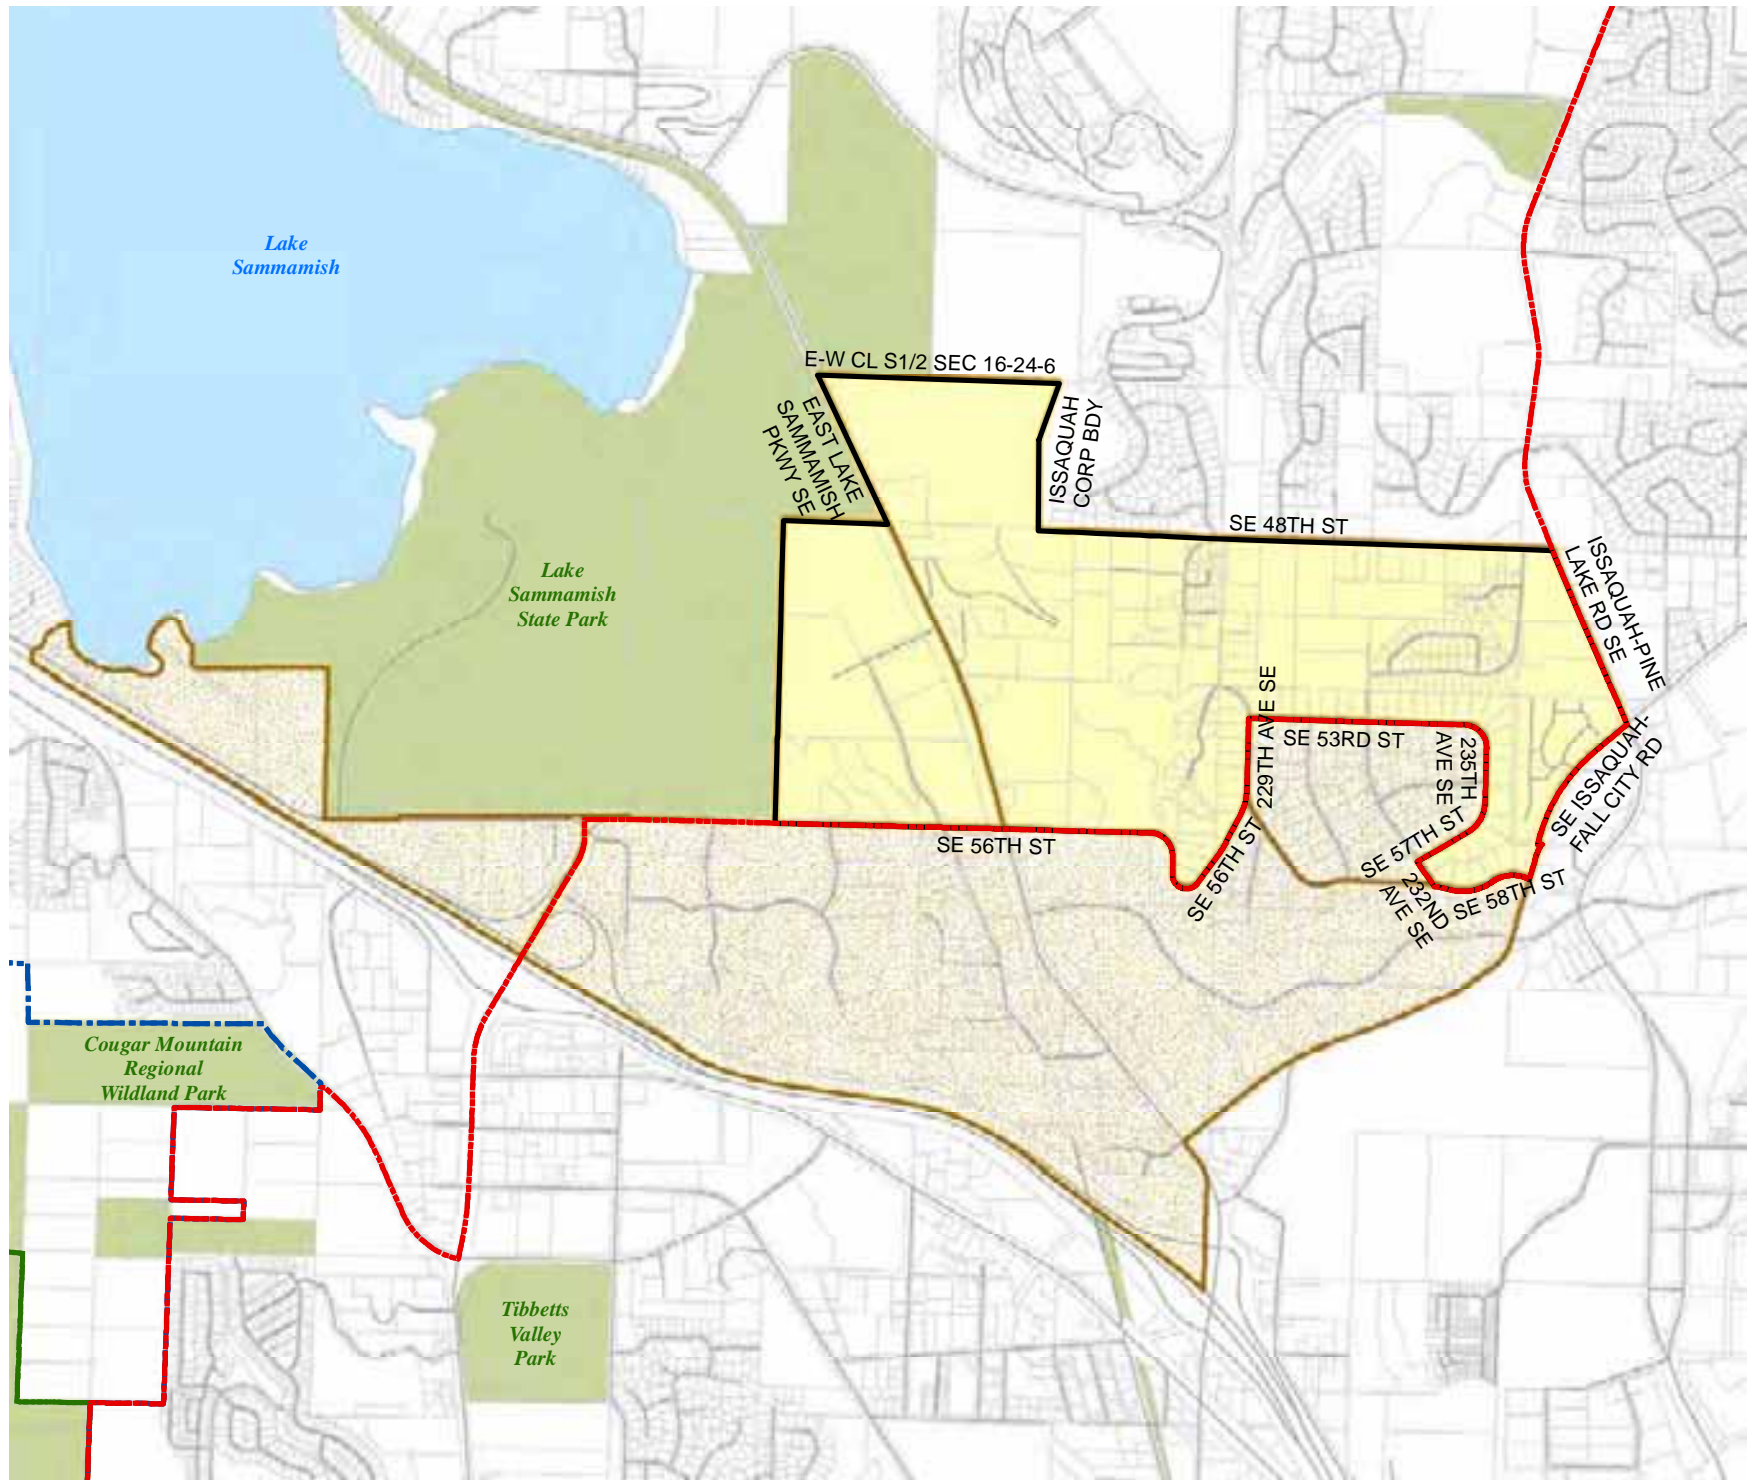 Lake
Sammamish
E-W CL S1/2 SEC 16-24-6
EAST LAKE
SAMMAMISH
PKWY SE
ISSAQUAH
CORP BDY
SE 48TH ST
ISSAQUAH-PINE
LAKE RD SE
Lake
Sammamish
State Park
229TH AVE SE
SE 53RD ST
235TH
AVE SE
SE ISSAQUAH-
FALL CITY RD
SE 56TH ST
SE 56TH ST
SE 57TH ST
232ND
AVE SE
SE 58TH ST
Cougar Mountain
Regional
Wildland Park
Tibbetts
Valley
Park